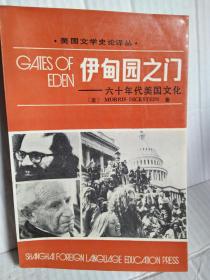 ·美国文学史论译丛·
GATES OF
EDEN
伊甸园之门
——六十年代美国文化
〔美〕 MORRIS DICKSTEIN 著
SHANGHAI FOREIGN LANGUAGE EDUCATION PRESS